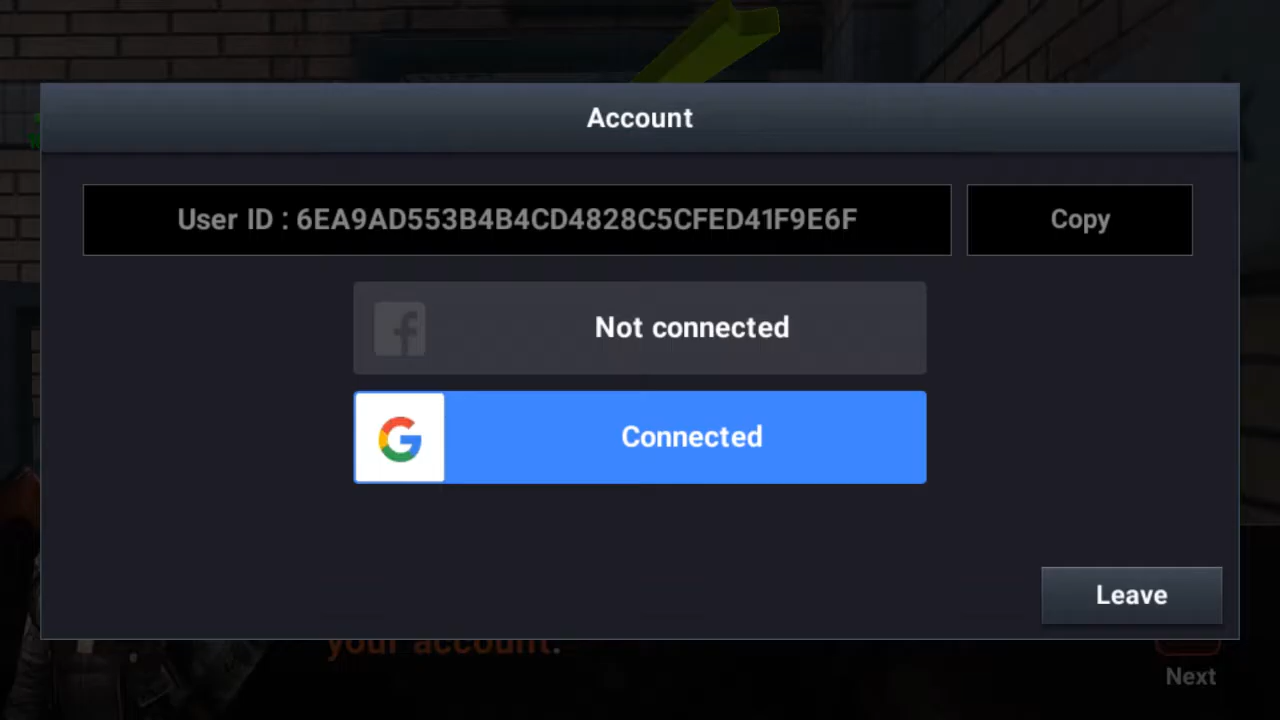 Account
User ID : 6EA9AD553B4B4CD4828C5CFED41F9E6F
Copy
Not connected
Connected
Leave
your account.
Next